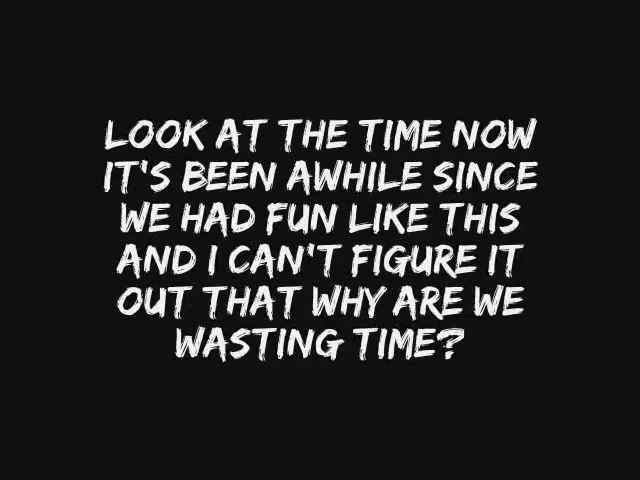 LOOK AT THE TIME NOW
IT'S BEEN AWHILE SINCE
WE HAD FUN LIKE THIS
AND I CAN'T FIGURE IT
OUT THAT WHY ARE WE
WASTING TIME?